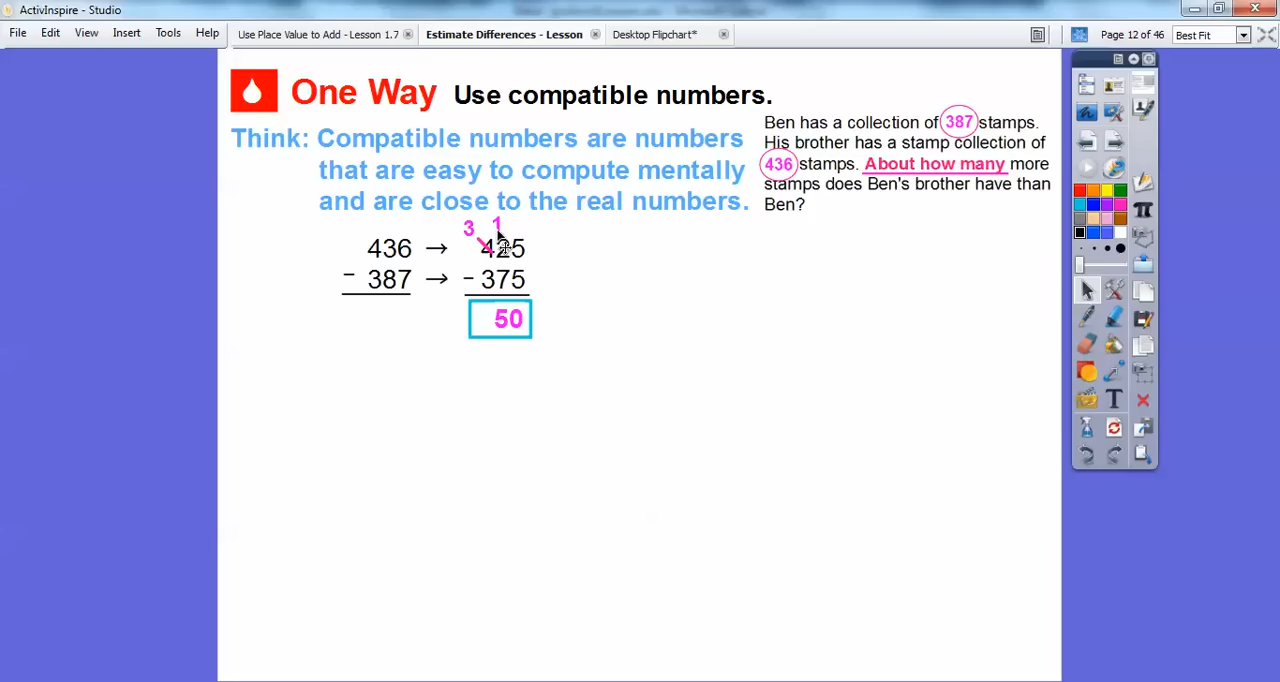 ActivInspire - Studio
File Edit View Insert Tools Help
Use Place Value to Add - Lesson 1.7
Estimate Differences - Lesson
Desktop Flipchart*
Page 12 of 46
Best Fit
One Way Use compatible numbers.
Think: Compatible numbers are numbers
that are easy to compute mentally
and are close to the real numbers.
Ben has a collection of 387 stamps.
His brother has a stamp collection of
436 stamps. About how many more
stamps does Ben's brother have than
Ben?
3 1
436 → 425
- 387 → - 375
50